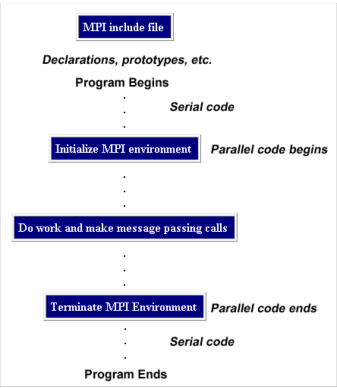 MPI include file
Declarations, prototypes, etc.
Program Begins
.
. Serial code
.
Initialize MPI environment Parallel code begins
.
.
.
Do work and make message passing calls
.
.
.
Terminate MPI Environment Parallel code ends
.
. Serial code
.
Program Ends